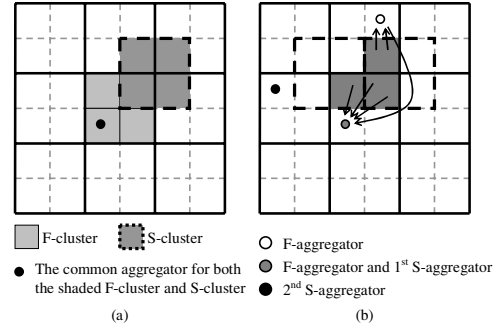 F-cluster
S-cluster
The common aggregator for both
the shaded F-cluster and S-cluster
(a)
F-aggregator
F-aggregator and 1st S-aggregator
2nd S-aggregator
(b)